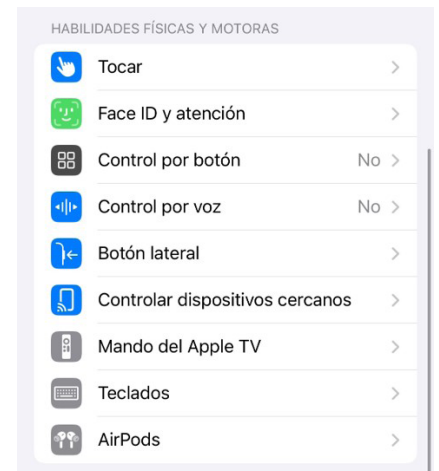 HABILIDADES FÍSICAS Y MOTORAS
Tocar
Face ID y atención
Control por botón No
Control por voz No
Botón lateral
Controlar dispositivos cercanos
Mando del Apple TV
Teclados
AirPods